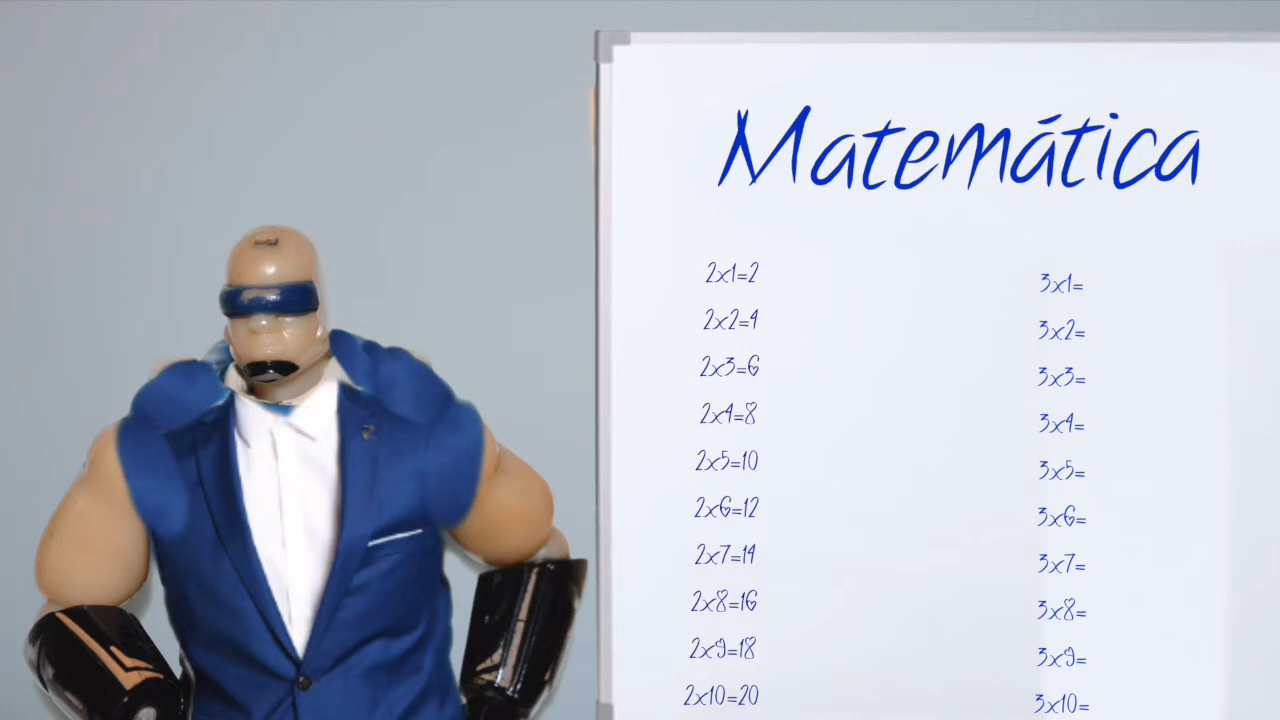 Matemática
2x1=2
2x2=4
2x3=6
2x4=8
2x5=10
2x6=12
2x7=14
2x8=16
2x9=18
2x10=20
3x1=
3x2=
3x3=
3x4=
3x5=
3x6=
3x7=
3x8=
3x9=
3x10=